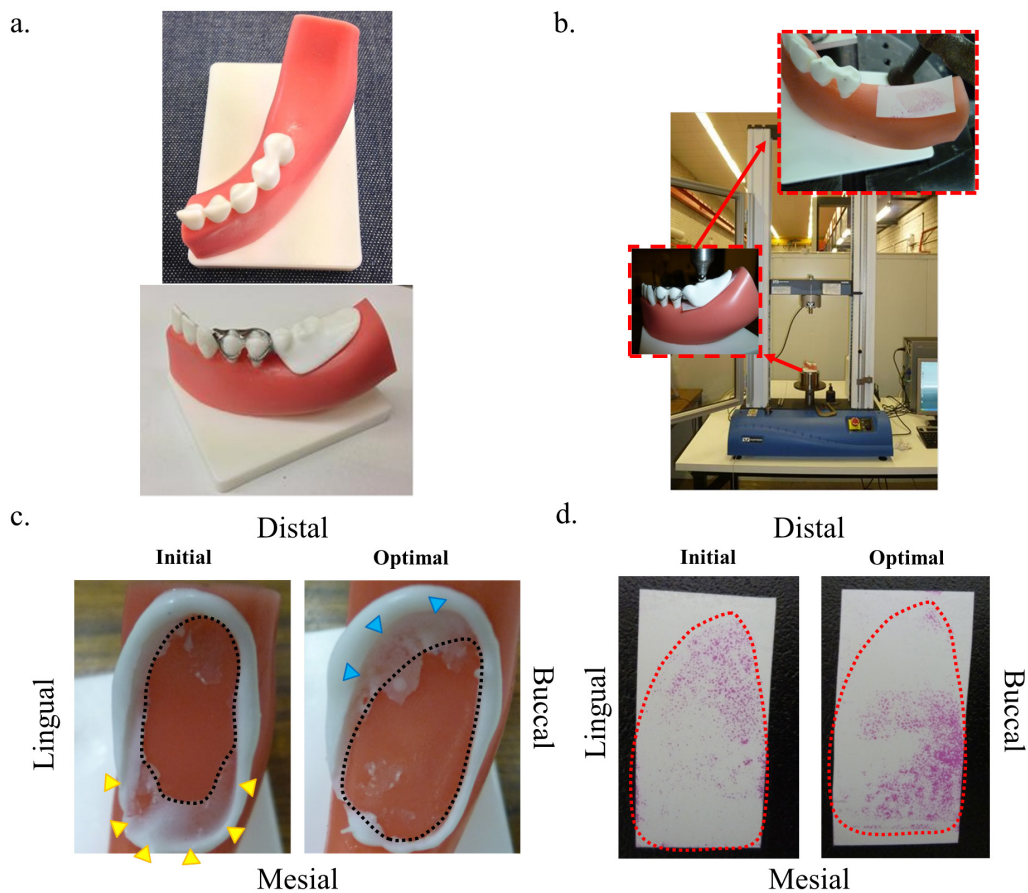 a.
b.
c.
Distal
Initial
Optimal
Lingual
Buccal
Mesial
d.
Distal
Initial
Optimal
Lingual
Buccal
Mesial